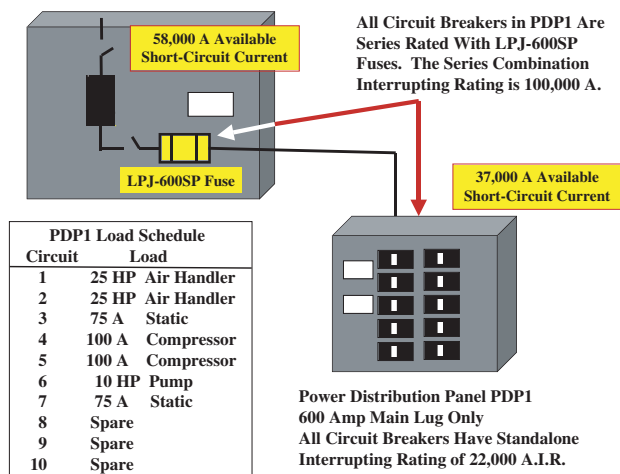 58,000 A Available
Short-Circuit Current
All Circuit Breakers in PDP1 Are
Series Rated With LPJ-600SP
Fuses. The Series Combination
Interrupting Rating is 100,000 A.
LPJ-600SP Fuse
37,000 A Available
Short-Circuit Current
PDP1 Load Schedule
Circuit Load
1 25 HP Air Handler
2 25 HP Air Handler
3 75 A Static
4 100 A Compressor
5 100 A Compressor
6 10 HP Pump
7 75 A Static
8 Spare
9 Spare
10 Spare
Power Distribution Panel PDP1
600 Amp Main Lug Only
All Circuit Breakers Have Standalone
Interrupting Rating of 22,000 A.I.R.